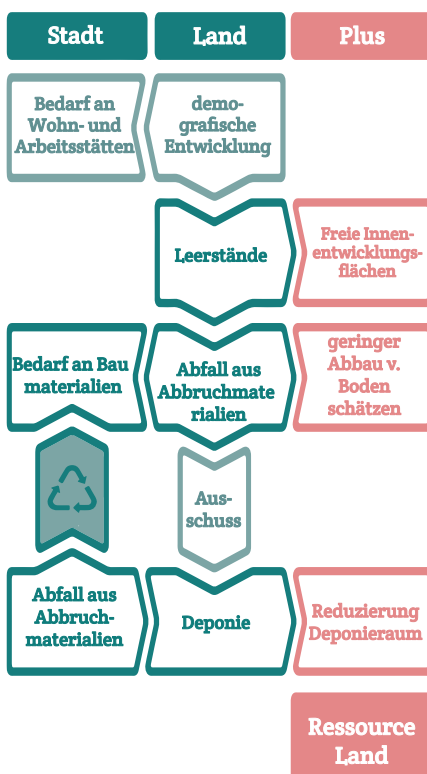 Stadt
Land
Plus
Bedarf an
Wohn- und
Arbeitsstätten
demo-
grafische
Entwicklung
Leerstände
Freie Innen-
entwicklungs-
flächen
Bedarf an Bau
materialien
Abfall aus
Abbruchmate
rialien
geringer
Abbau v.
Boden
schätzen
Aus-
schuss
Abfall aus
Abbruch-
materialien
Deponie
Reduzierung
Deponieraum
Ressource
Land